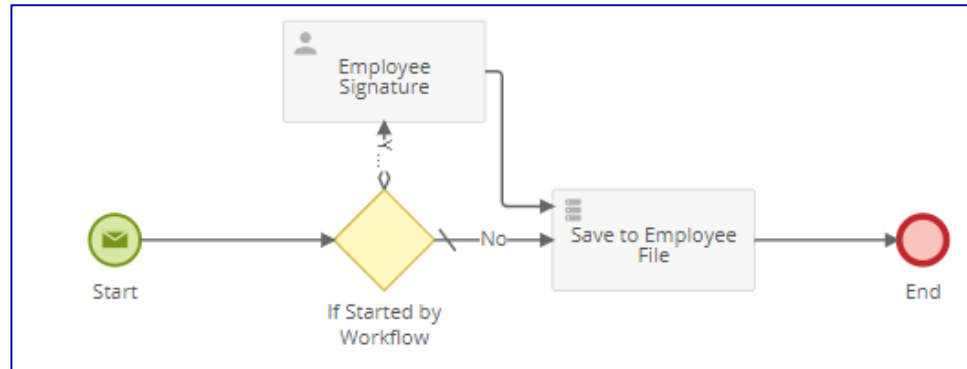 Employee
Signature
Y...
Start
If Started by
Workflow
No
Save to Employee
File
End